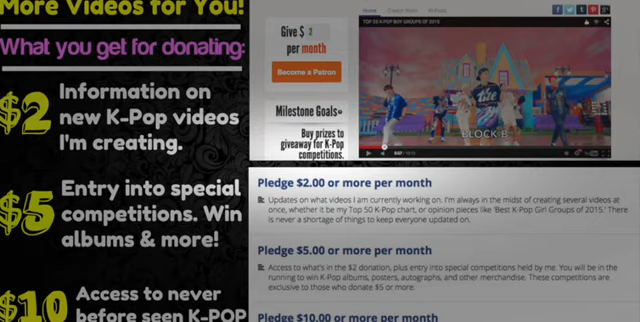 More Videos for You!
What you get for donating:
$2
Information on
new K-Pop videos
I'm creating.
$5
Entry into special
competitions. Win
albums & more!
$10
Access to never
before seen K-POP
Give $ 2
per month
Become a Patron
Milestone Goals
Buy prizes to
giveaway for K-Pop
competitions.
Home
TOP 55 K-POP BOY GROUPS OF 2015
BLOCK B
Pledge $2.00 or more per month
Updates on what videos I am currently working on. I'm always in the midst of creating several videos at
once, whether it be my Top 50 K-Pop chart, or opinion pieces like 'Best K-Pop Girl Groups of 2015.' There
is never a shortage of things to keep everyone updated on.
Pledge $5.00 or more per month
Access to what's in the $2 donation, plus entry into special competitions held by me. You will be in the
running to win K-Pop albums, posters, autographs, and other merchandise. These competitions are
exclusive to those who donate $5 or more.
Pledge $10.00 or more per month